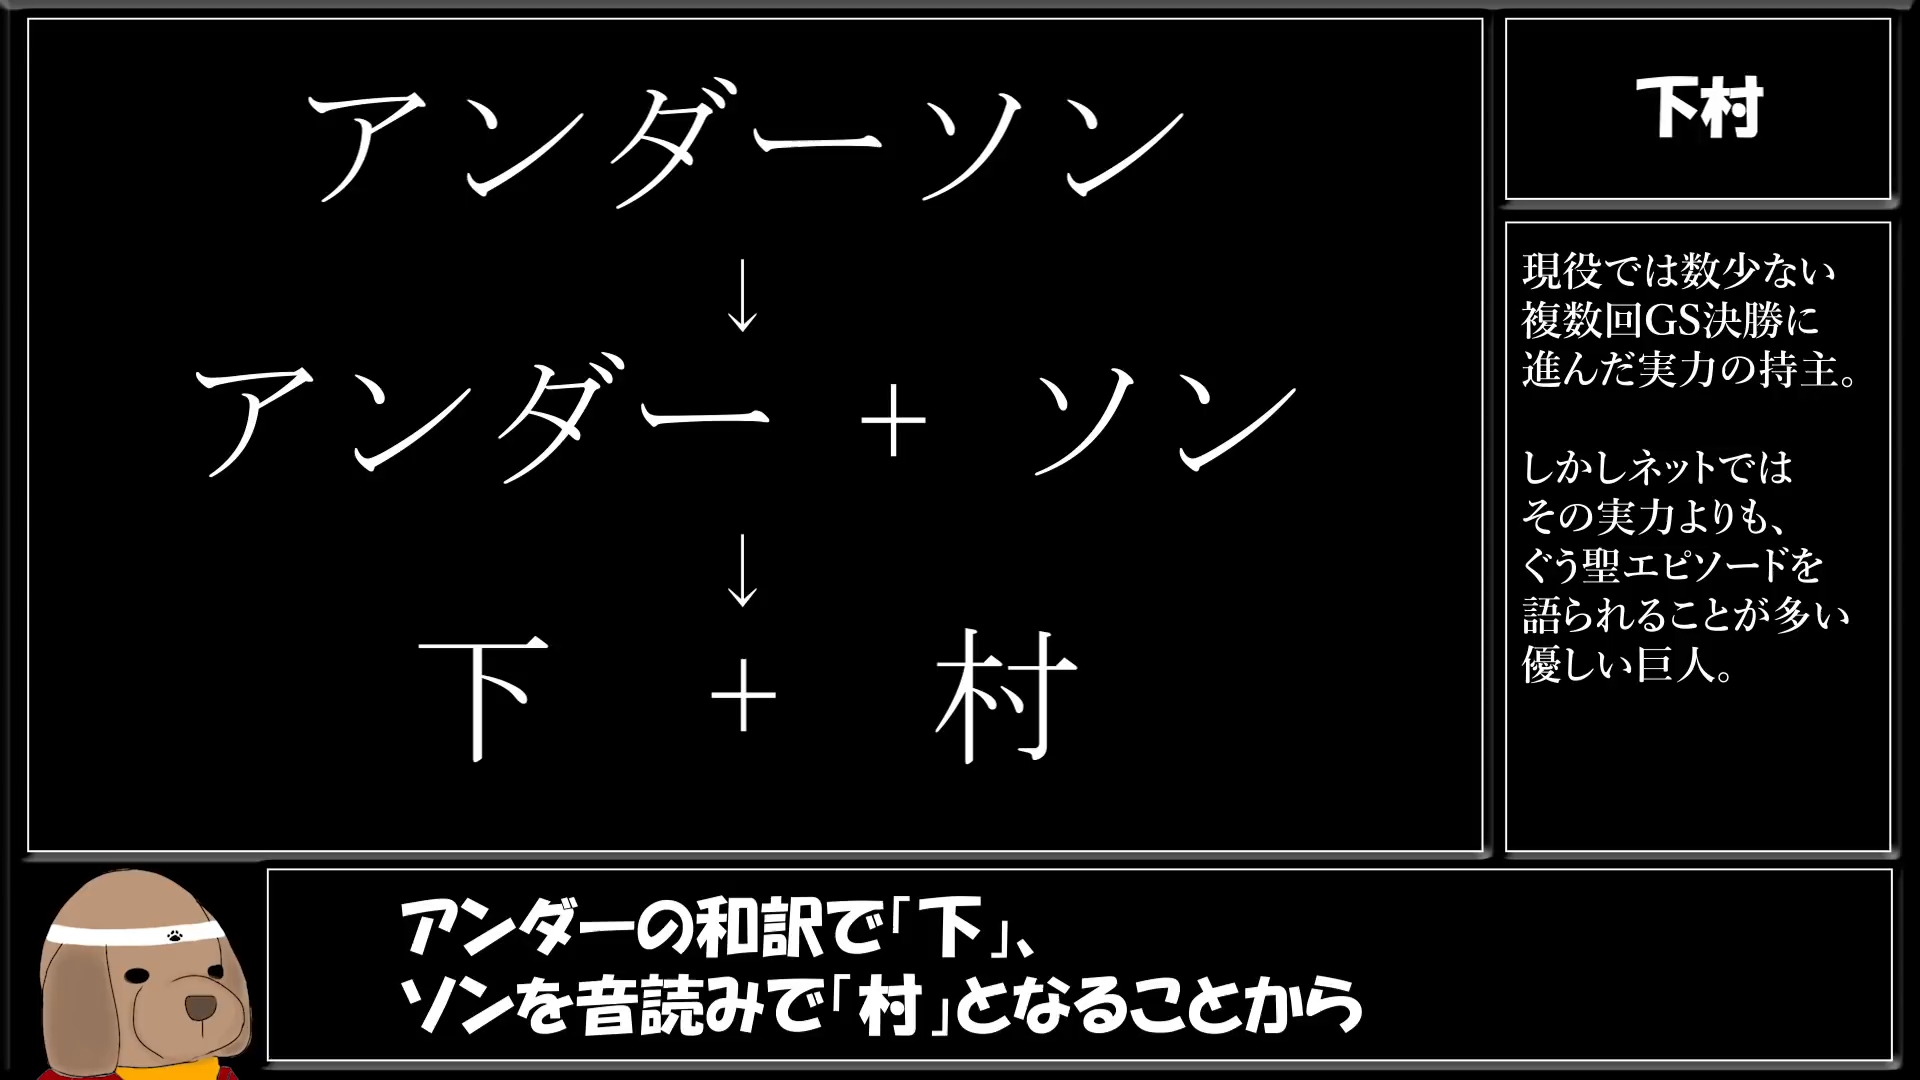 アンダーソン
↓
アンダー + ソン
↓
下 + 村
下村
現役では数少ない
複数回GS決勝に
進んだ実力の持主。
しかしネットでは
その実力よりも、
ぐう聖エピソードを
語られることが多い
優しい巨人。
アンダーの和訳で「下」、
ソンを音読みで「村」となることから